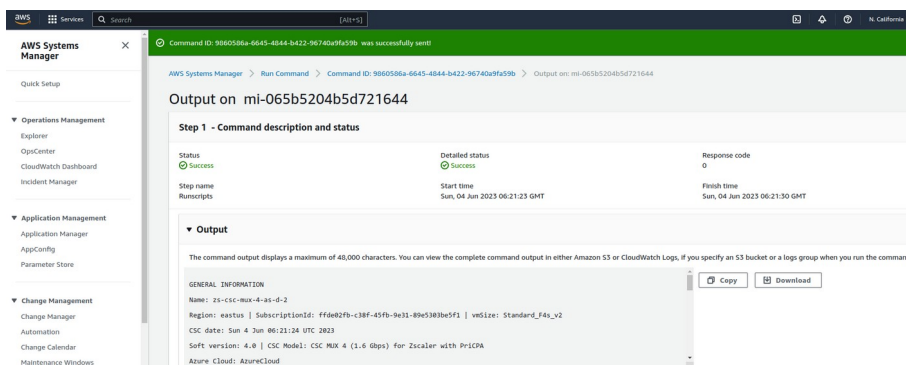 aws Services Search [Alt+S] N. California
AWS Systems Manager
Quick Setup
Operations Management
Explorer
OpsCenter
CloudWatch Dashboard
Incident Manager
Application Management
Application Manager
AppConfig
Parameter Store
Change Management
Change Manager
Automation
Change Calendar
Maintenance Windows
Command ID: 9860586a-6645-4844-b422-96740a9fa59b was successfully sent!
AWS Systems Manager > Run Command > Command ID: 9860586a-6645-4844-b422-96740a9fa59b > Output on: mi-065b5204b5d721644
Output on mi-065b5204b5d721644
Step 1 - Command description and status
Status
Success
Detailed status
Success
Response code
0
Step name
Runscripts
Start time
Sun, 04 Jun 2023 06:21:23 GMT
Finish time
Sun, 04 Jun 2023 06:21:30 GMT
Output
The command output displays a maximum of 48,000 characters. You can view the complete command output in either Amazon S3 or CloudWatch Logs, if you specify an S3 bucket or a logs group when you run the comman
Copy Download
GENERAL INFORMATION
Name: zs-csc-mux-4-as-d-2
Region: eastus | SubscriptionId: ffde02fb-c38f-45fb-9e31-89e5303be5f1 | vmSize: Standard_F4s_v2
CSC date: Sun 4 Jun 06:21:24 UTC 2023
Soft version: 4.0 | CSC Model: CSC MUX 4 (1.6 Gbps) for Zscaler with PriCPA
Azure Cloud: AzureCloud